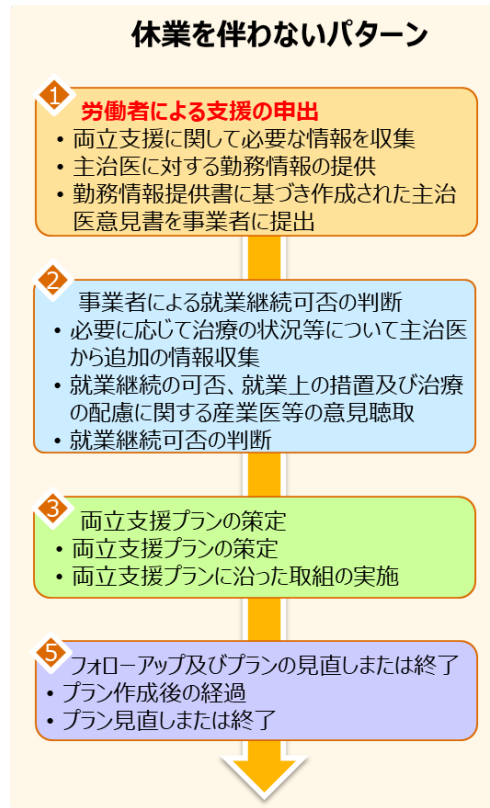 休業を伴わないパターン
1
労働者による支援の申出
• 両立支援に関して必要な情報を収集
• 主治医に対する勤務情報の提供
• 勤務情報提供書に基づき作成された主治
医意見書を事業者に提出
2
事業者による就業継続可否の判断
• 必要に応じて治療の状況等について主治医
から追加の情報収集
• 就業継続の可否、就業上の措置及び治療
の配慮に関する産業医等の意見聴取
• 就業継続可否の判断
3
両立支援プランの策定
• 両立支援プランの策定
• 両立支援プランに沿った取組の実施
5
フォローアップ及びプランの見直しまたは終了
• プラン作成後の経過
• プラン見直しまたは終了